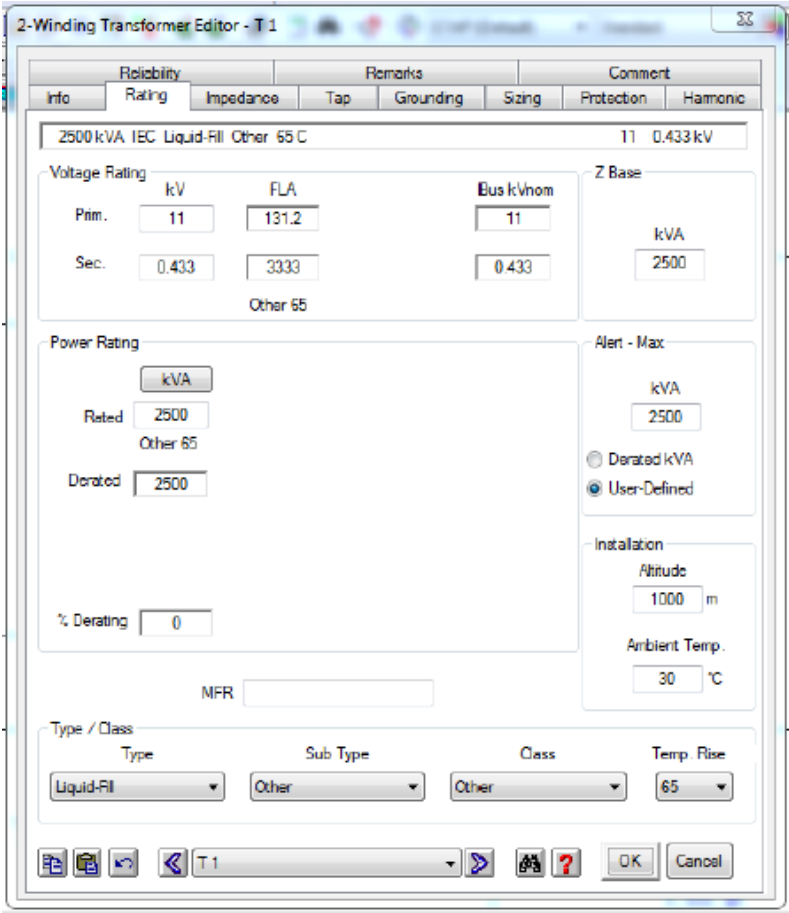 2-Winding Transformer Editor - T1
Reliability Remarks Comment
Info Rating Impedance Tap Grounding Sizing Protection Harmonic
2500 kVA IEC Liquid-Fill Other 65 C 11 0.433 kV
Voltage Rating
kV FLA Bus kVnom
Prim. 11 131.2 11
Sec. 0.433 3333 0.433
Other 65
Z Base
kVA
2500
Power Rating
kVA
Rated 2500
Other 65
Derated 2500
% Derating 0
Alert - Max
kVA
2500
Derated kVA
User-Defined
Installation
Altitude
1000 m
Ambient Temp.
30 °C
MFR
Type / Class
Type Sub Type Class Temp. Rise
Liquid-Fill Other Other 65
T1 ? OK Cancel